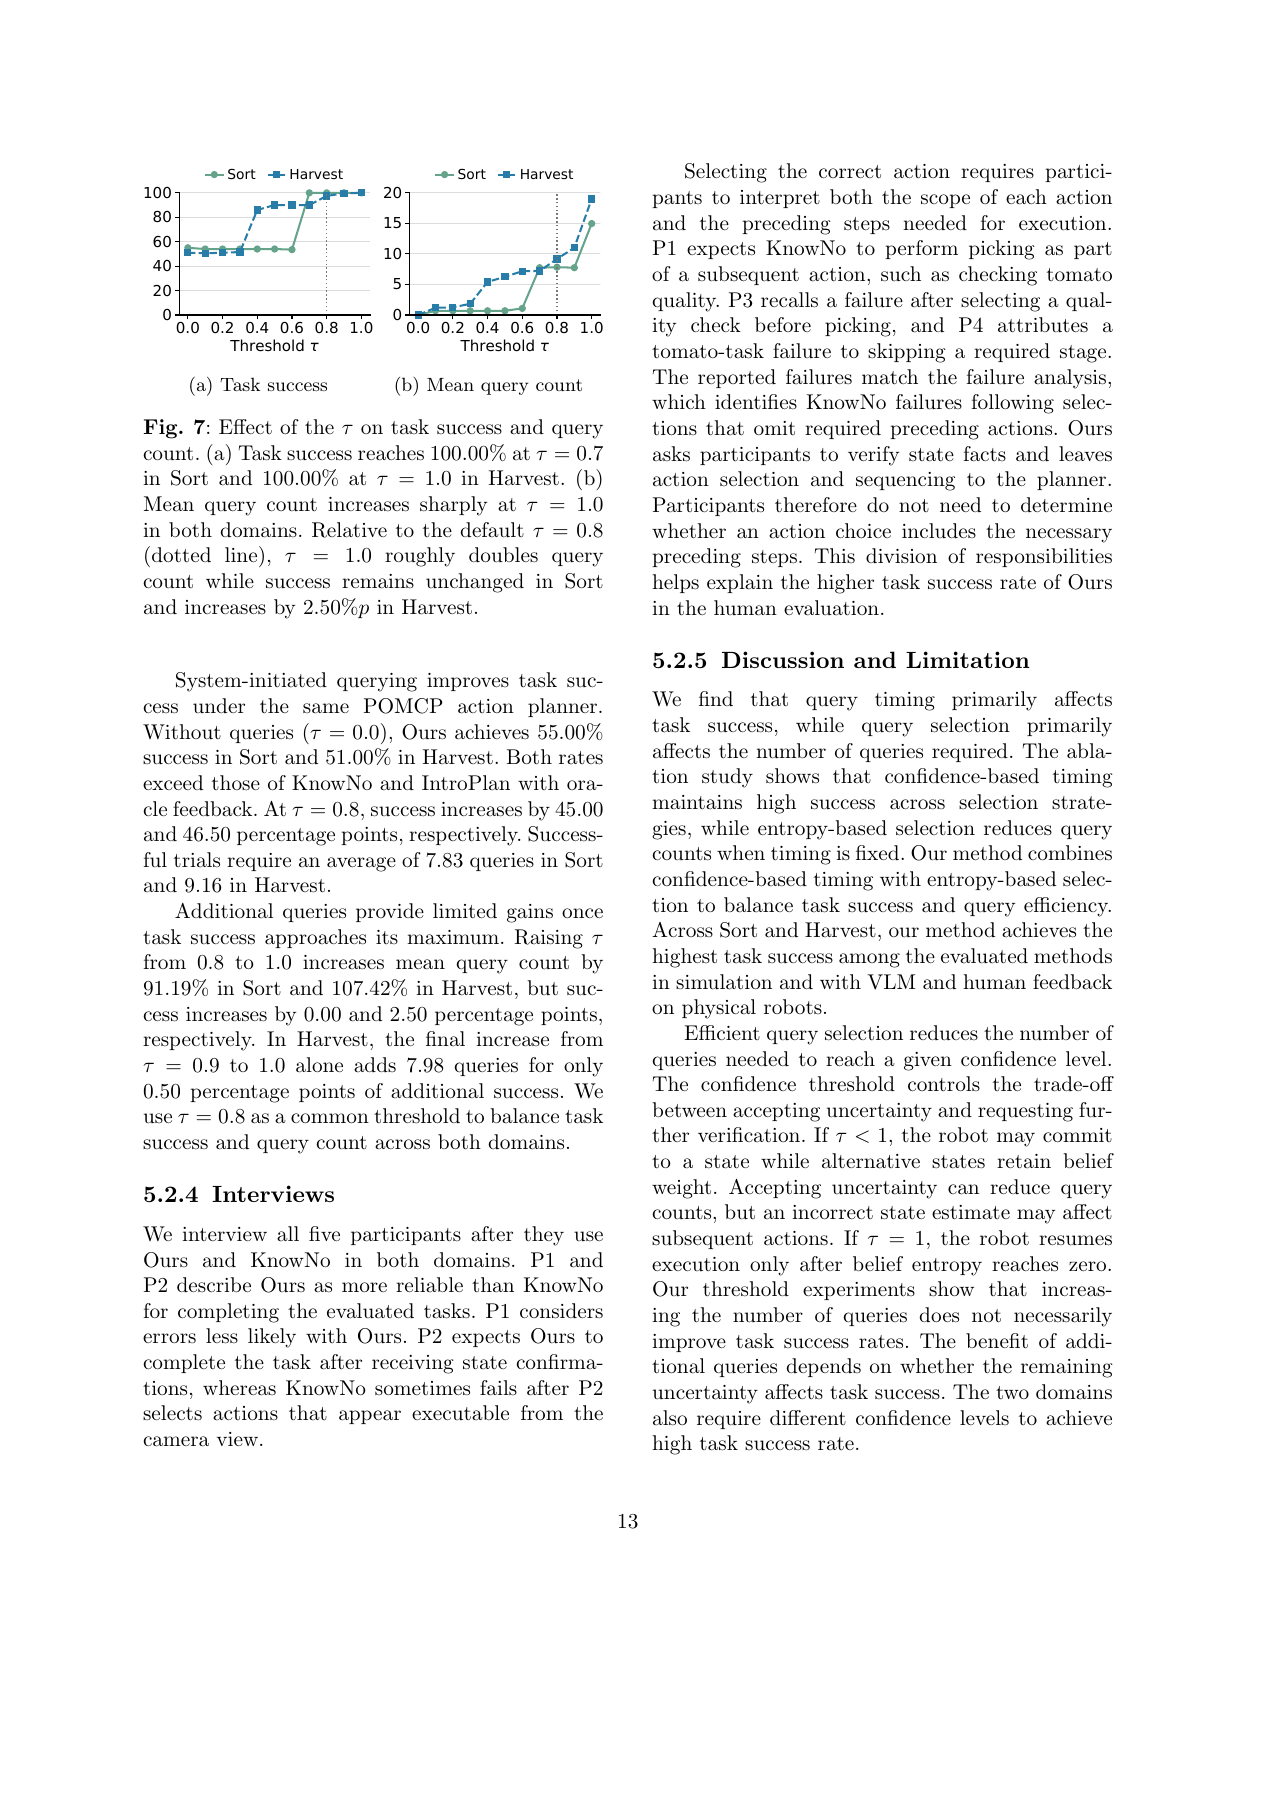 Sort Harvest
100
80
60
40
20
0
0.0 0.2 0.4 0.6 0.8 1.0
Threshold τ
Sort Harvest
20
15
10
5
0
0.0 0.2 0.4 0.6 0.8 1.0
Threshold τ
(a) Task success
(b) Mean query count
Fig. 7: Effect of the τ on task success and query
count. (a) Task success reaches 100.00% at τ = 0.7
in Sort and 100.00% at τ = 1.0 in Harvest. (b)
Mean query count increases sharply at τ = 1.0
in both domains. Relative to the default τ = 0.8
(dotted line), τ = 1.0 roughly doubles query
count while success remains unchanged in Sort
and increases by 2.50%p in Harvest.
System-initiated querying improves task suc-
cess under the same POMCP action planner.
Without queries (τ = 0.0), Ours achieves 55.00%
success in Sort and 51.00% in Harvest. Both rates
exceed those of KnowNo and IntroPlan with ora-
cle feedback. At τ = 0.8, success increases by 45.00
and 46.50 percentage points, respectively. Success-
ful trials require an average of 7.83 queries in Sort
and 9.16 in Harvest.
Additional queries provide limited gains once
task success approaches its maximum. Raising τ
from 0.8 to 1.0 increases mean query count by
91.19% in Sort and 107.42% in Harvest, but suc-
cess increases by 0.00 and 2.50 percentage points,
respectively. In Harvest, the final increase from
τ = 0.9 to 1.0 alone adds 7.98 queries for only
0.50 percentage points of additional success. We
use τ = 0.8 as a common threshold to balance task
success and query count across both domains.
5.2.4 Interviews
We interview all five participants after they use
Ours and KnowNo in both domains. P1 and
P2 describe Ours as more reliable than KnowNo
for completing the evaluated tasks. P1 considers
errors less likely with Ours. P2 expects Ours to
complete the task after receiving state confirma-
tions, whereas KnowNo sometimes fails after P2
selects actions that appear executable from the
camera view.
Selecting the correct action requires partici-
pants to interpret both the scope of each action
and the preceding steps needed for execution.
P1 expects KnowNo to perform picking as part
of a subsequent action, such as checking tomato
quality. P3 recalls a failure after selecting a qual-
ity check before picking, and P4 attributes a
tomato-task failure to skipping a required stage.
The reported failures match the failure analysis,
which identifies KnowNo failures following selec-
tions that omit required preceding actions. Ours
asks participants to verify state facts and leaves
action selection and sequencing to the planner.
Participants therefore do not need to determine
whether an action choice includes the necessary
preceding steps. This division of responsibilities
helps explain the higher task success rate of Ours
in the human evaluation.
5.2.5 Discussion and Limitation
We find that query timing primarily affects
task success, while query selection primarily
affects the number of queries required. The abla-
tion study shows that confidence-based timing
maintains high success across selection strate-
gies, while entropy-based selection reduces query
counts when timing is fixed. Our method combines
confidence-based timing with entropy-based selec-
tion to balance task success and query efficiency.
Across Sort and Harvest, our method achieves the
highest task success among the evaluated methods
in simulation and with VLM and human feedback
on physical robots.
Efficient query selection reduces the number of
queries needed to reach a given confidence level.
The confidence threshold controls the trade-off
between accepting uncertainty and requesting fur-
ther verification. If τ < 1, the robot may commit
to a state while alternative states retain belief
weight. Accepting uncertainty can reduce query
counts, but an incorrect state estimate may affect
subsequent actions. If τ = 1, the robot resumes
execution only after belief entropy reaches zero.
Our threshold experiments show that increas-
ing the number of queries does not necessarily
improve task success rates. The benefit of addi-
tional queries depends on whether the remaining
uncertainty affects task success. The two domains
also require different confidence levels to achieve
high task success rate.
13